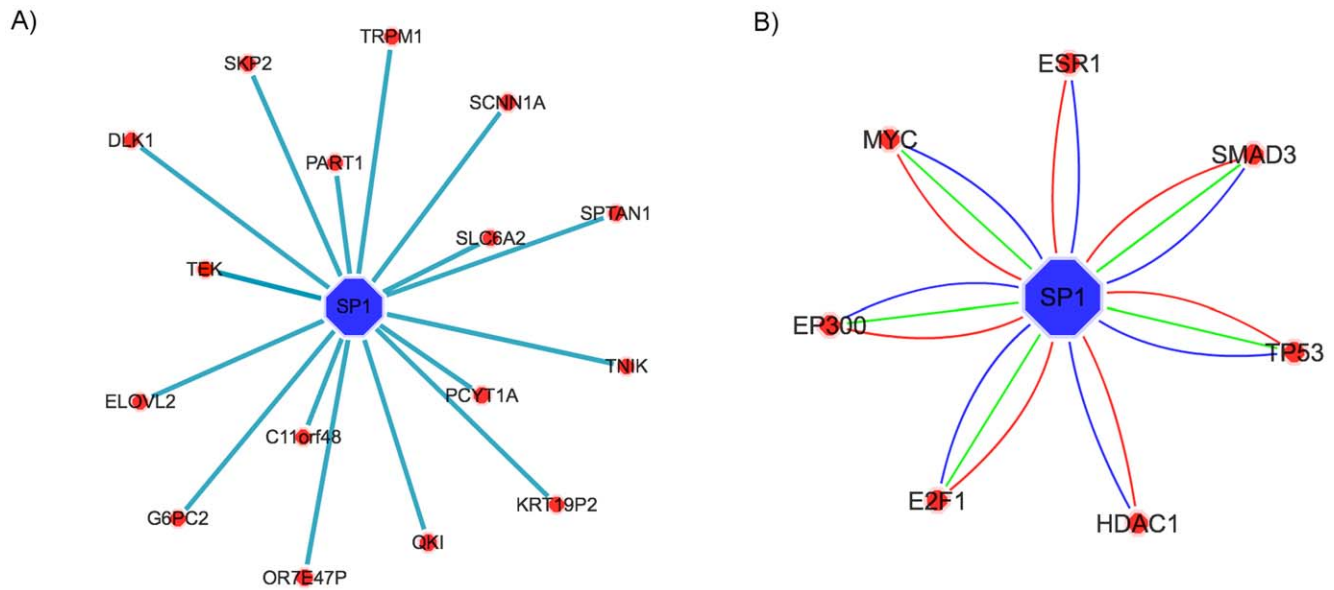 A)
TRPM1
SKP2
SCNN1A
DLK1
PART1
SPTAN1
SLC6A2
TEK
SP1
TNIK
PCYT1A
ELOVL2
C11orf48
KRT19P2
G6PC2
QKI
OR7E47P
B)
ESR1
MYC
SMAD3
SP1
EP300
TP53
E2F1
HDAC1